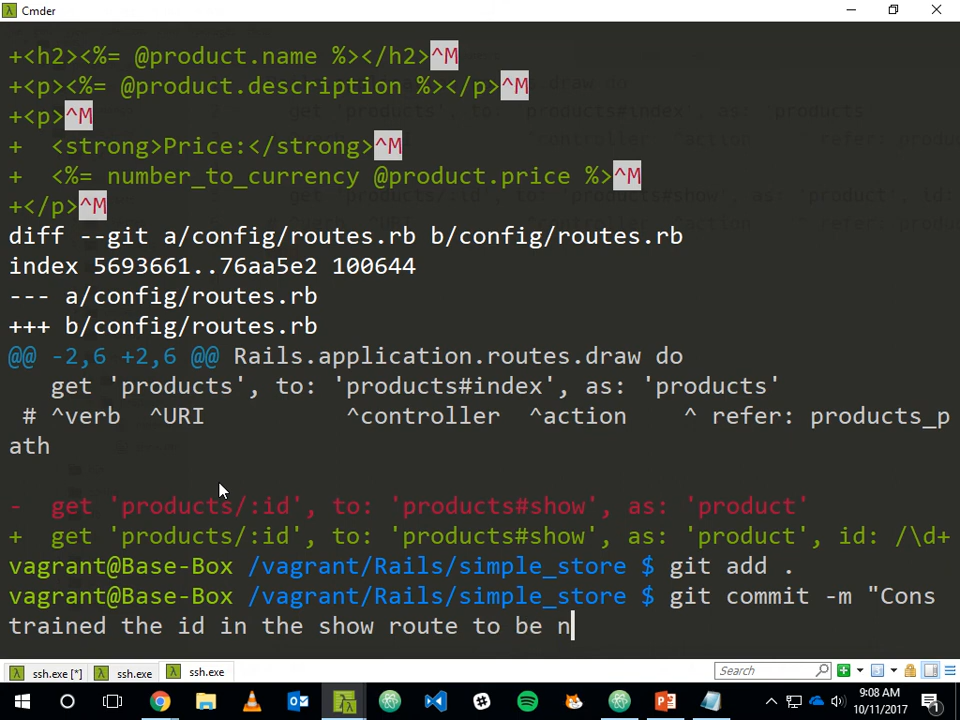 Cmder
+<h2><%= @product.name %></h2>^M
+<p><%= @product.description %></p>^M
+<p>^M
+  <strong>Price:</strong>^M
+  <%= number_to_currency @product.price %>^M
+</p>^M
diff --git a/config/routes.rb b/config/routes.rb
index 5693661..76aa5e2 100644
--- a/config/routes.rb
+++ b/config/routes.rb
@@ -2,6 +2,6 @@ Rails.application.routes.draw do
   get 'products', to: 'products#index', as: 'products'
 # ^verb  ^URI            ^controller  ^action    ^ refer: products_p
ath
-  get 'products/:id', to: 'products#show', as: 'product'
+  get 'products/:id', to: 'products#show', as: 'product', id: /\d+
vagrant@Base-Box /vagrant/Rails/simple_store $ git add .
vagrant@Base-Box /vagrant/Rails/simple_store $ git commit -m "Cons
trained the id in the show route to be n
ssh.exe [*] ssh.exe ssh.exe Search
9:08 AM
10/11/2017
1